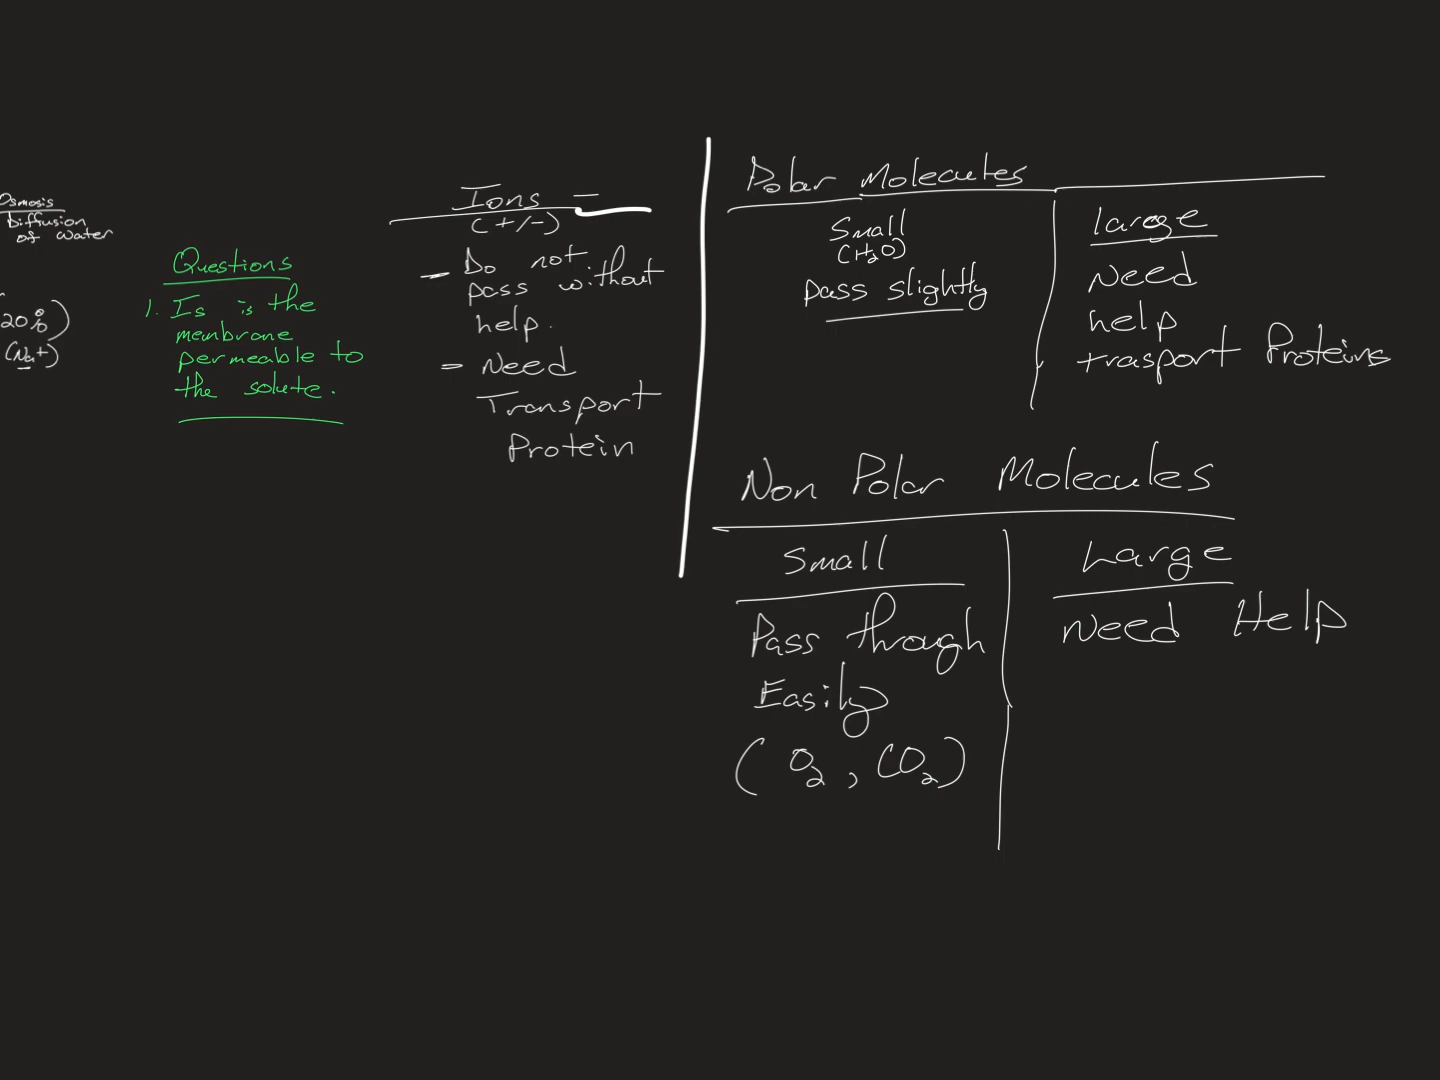 Osmosis
Diffusion
of water
20%)
(Na+)
Questions
1. Is is the
membrane
permeable to
the solute.
Ions -
(+/-)
- Do not
pass without
help.
- Need
Transport
Protein
Polar Molecules
Small
(H₂O)
pass slightly
large
Need
help
trasport Proteins
Non Polar Molecules
Small
Pass through
Easily
(O₂, CO₂)
Large
Need Help